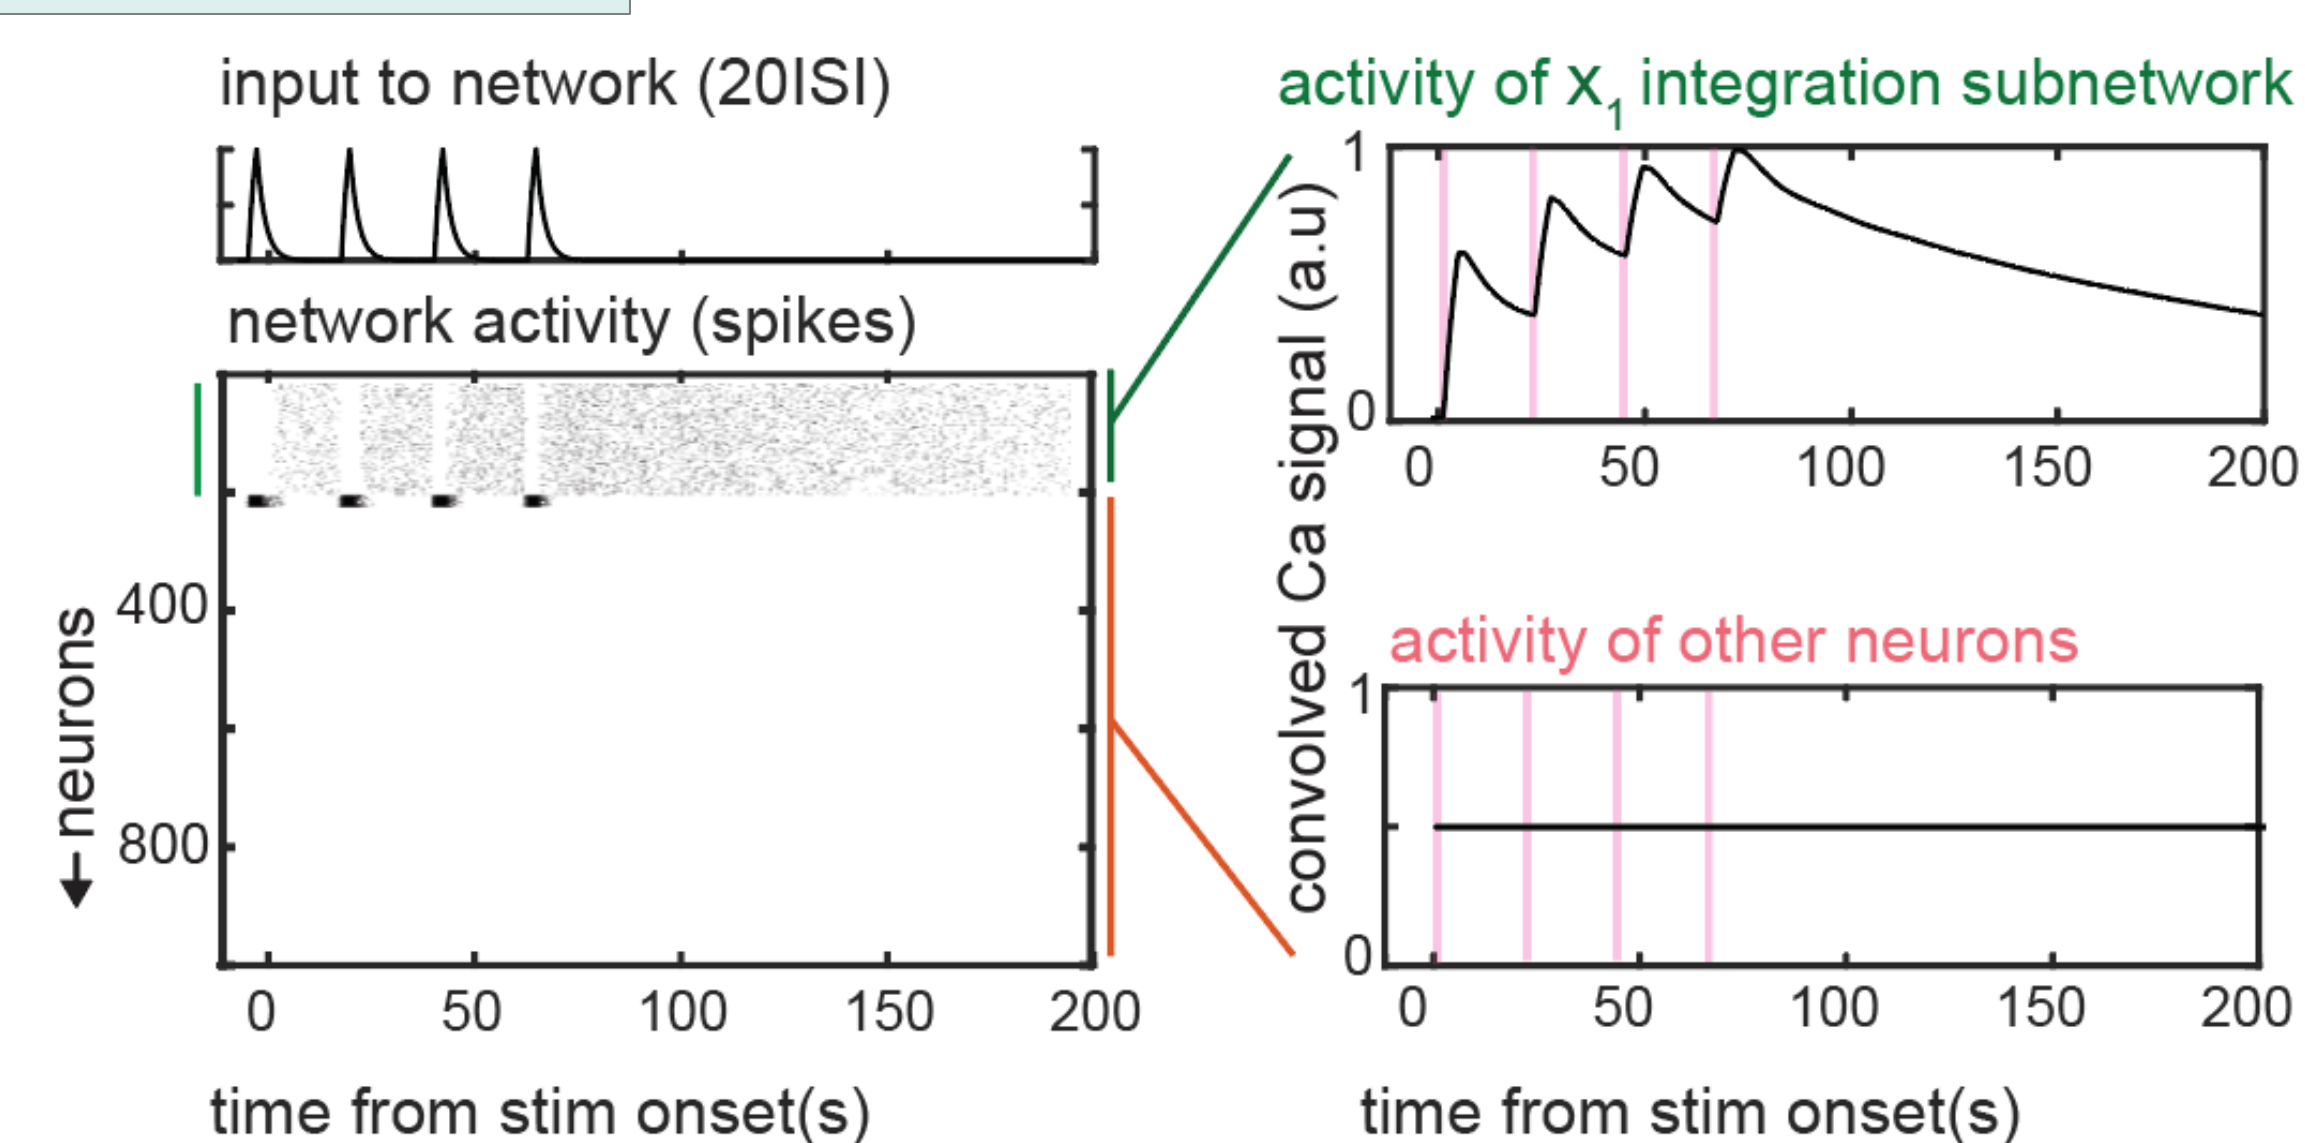 input to network (20ISI)
network activity (spikes)
← neurons
400
800
0 50 100 150 200
time from stim onset(s)
activity of x1 integration subnetwork
convolved Ca signal (a.u)
1
0
0 50 100 150 200
activity of other neurons
1
0
0 50 100 150 200
time from stim onset(s)